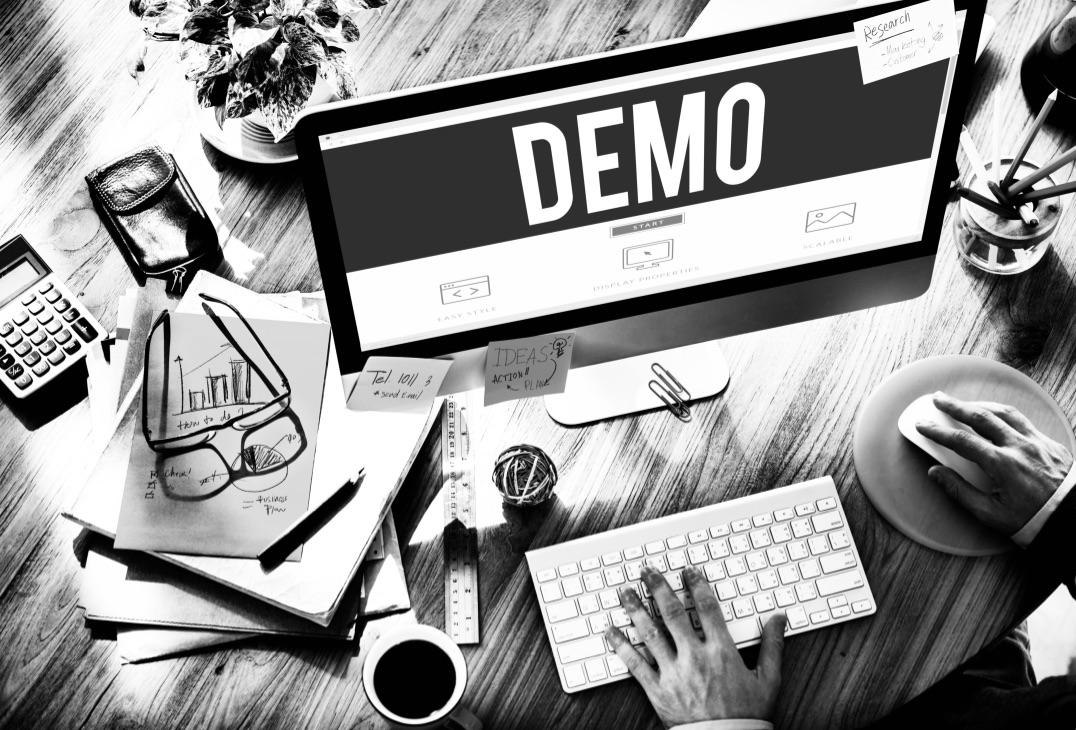 Research
-Marketing
-Customer
DEMO
START
EASY STYLE
DISPLAY PROPERTIES
SCALABLE
IDEAS
ACTION!!
PLAN
Tel 1011 3
*send Email
How to do?
check!
Business
Plan